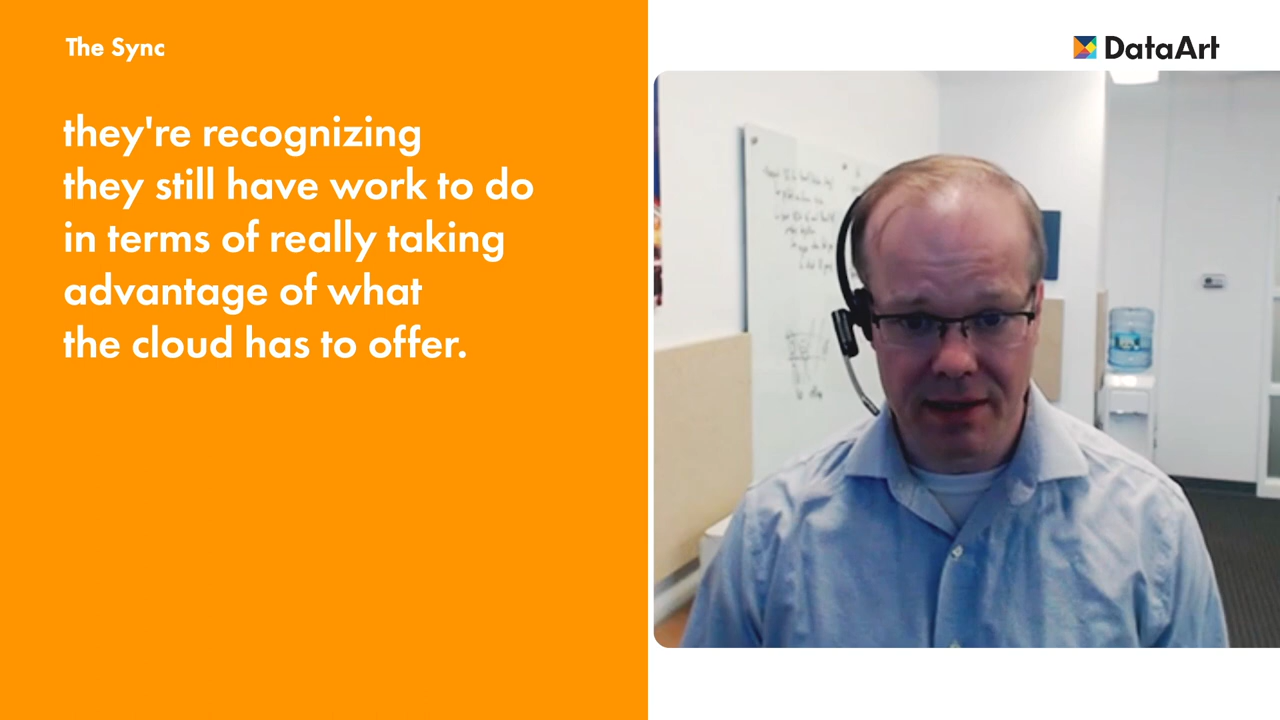 The Sync
DataArt
they're recognizing
they still have work to do
in terms of really taking
advantage of what
the cloud has to offer.